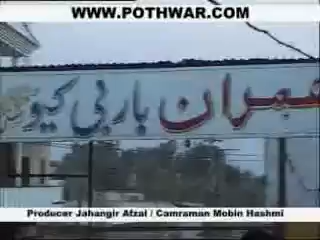 WWW.POTHWAR.COM
عمران باربی کیو
Producer Jahangir Afzal / Camraman Mobin Hashmi